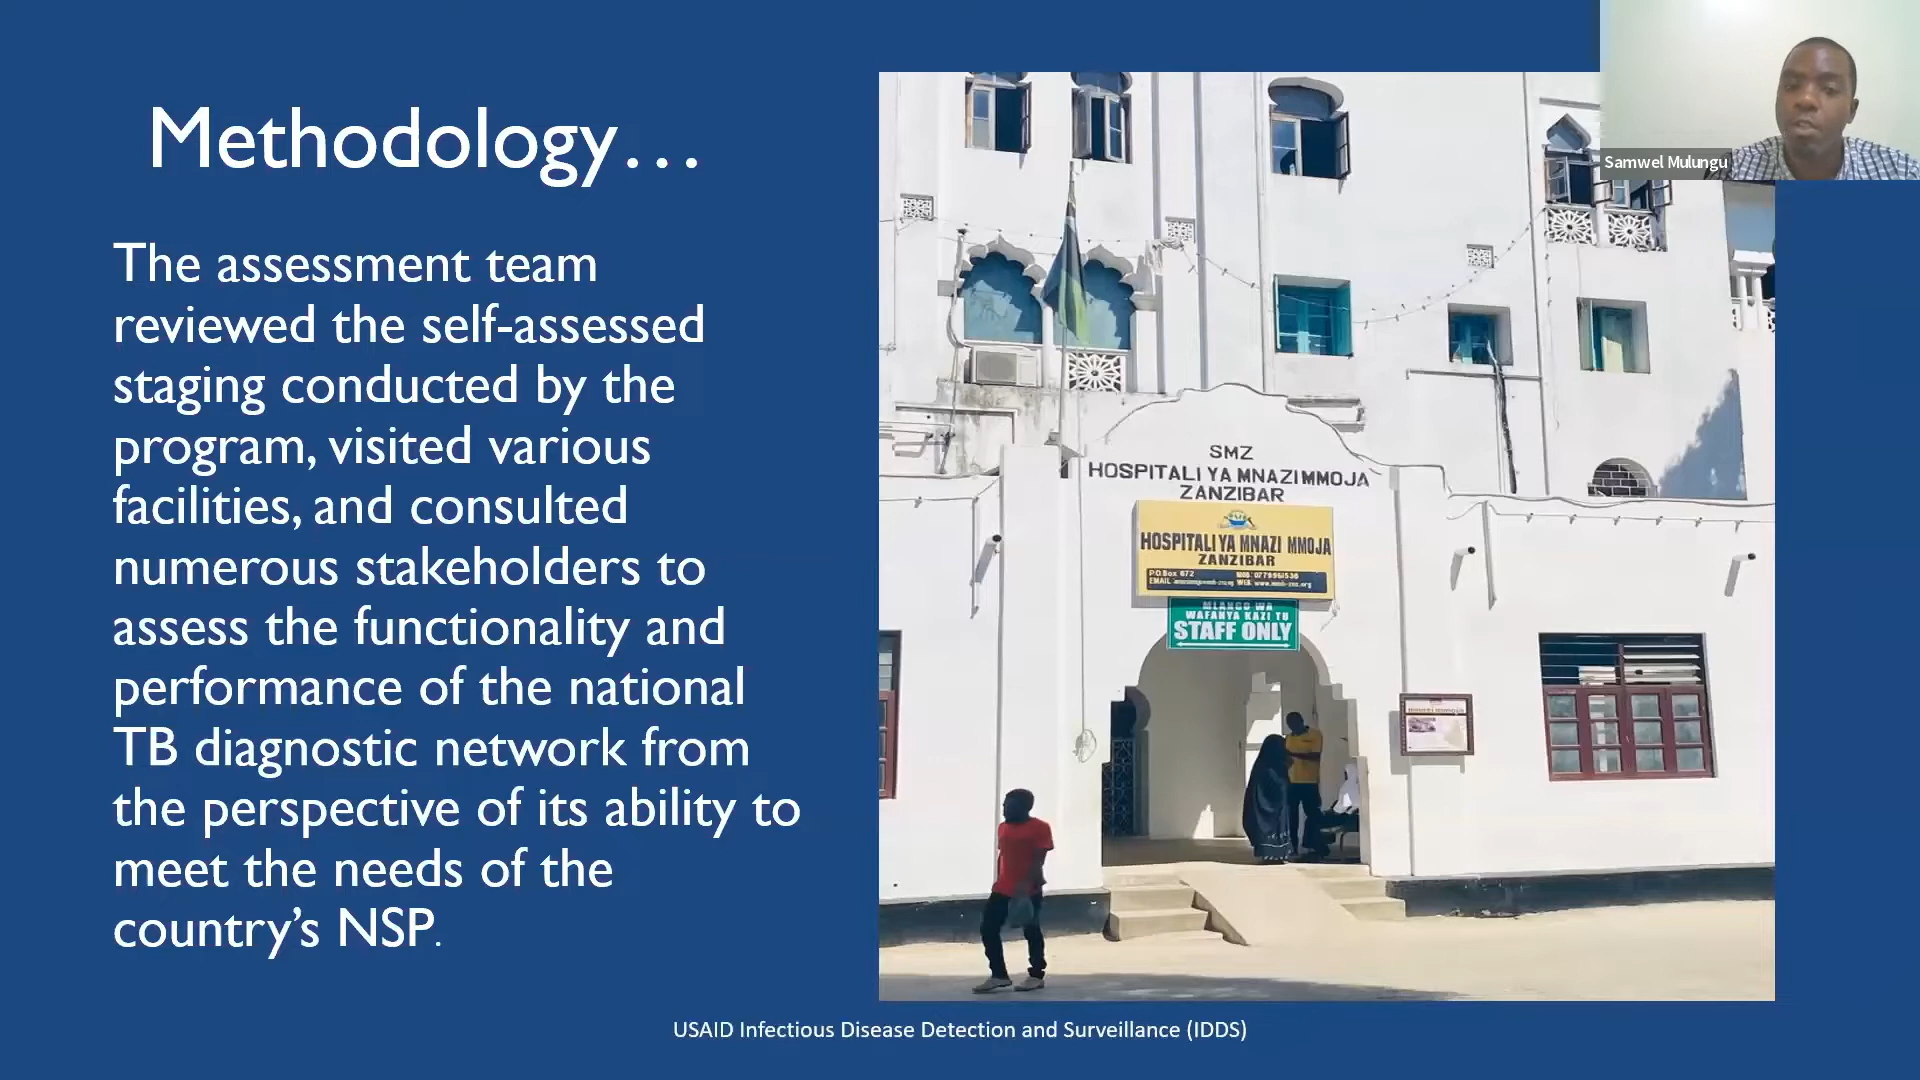 Methodology…
The assessment team
reviewed the self-assessed
staging conducted by the
program, visited various
facilities, and consulted
numerous stakeholders to
assess the functionality and
performance of the national
TB diagnostic network from
the perspective of its ability to
meet the needs of the
country’s NSP.
Samwel Mulungu
SMZ
HOSPITALI YA MNAZI MMOJA
ZANZIBAR
HOSPITALI YA MNAZI MMOJA
ZANZIBAR
P.O.Box 672
EMAIL
WEB
MLANGO WA
WAFANYA KAZI TU
STAFF ONLY
USAID Infectious Disease Detection and Surveillance (IDDS)